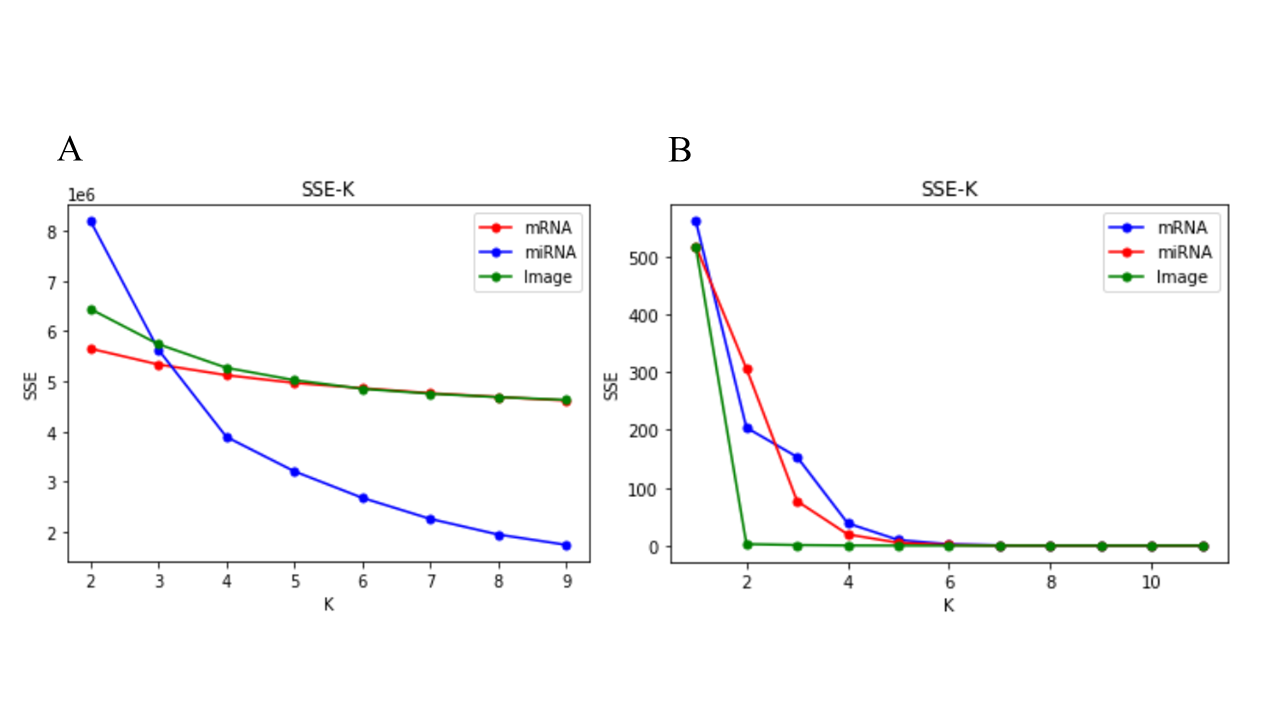 A
SSE-K
1e6
8
7
6
5
4
3
2
SSE
2 3 4 5 6 7 8 9
K
mRNA
miRNA
Image
B
SSE-K
500
400
300
200
100
0
SSE
2 4 6 8 10
K
mRNA
miRNA
Image